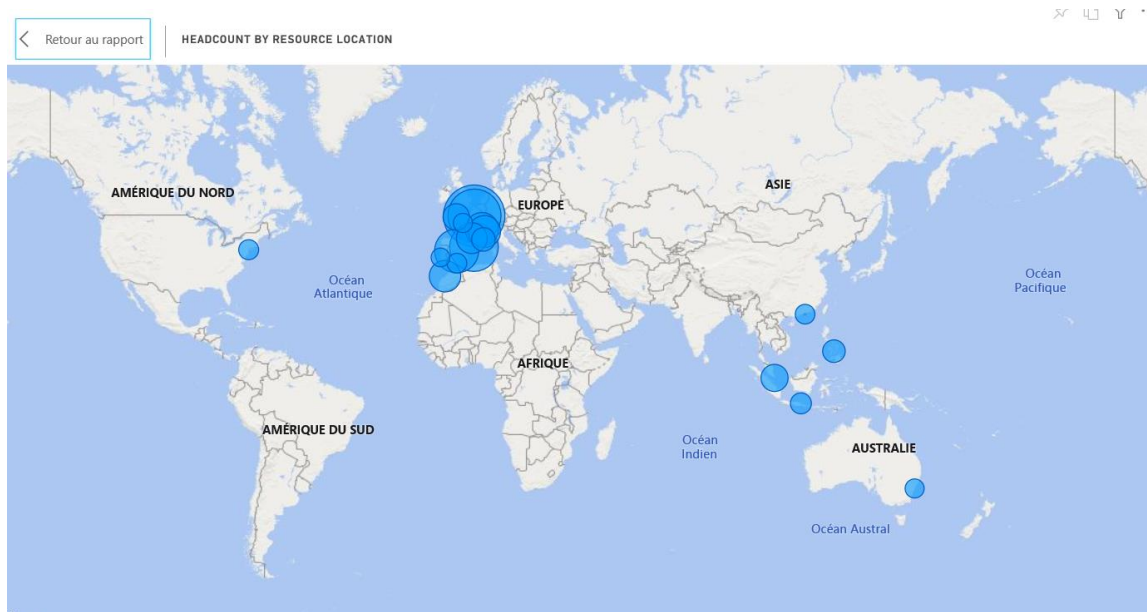 Retour au rapport
HEADCOUNT BY RESOURCE LOCATION
AMÉRIQUE DU NORD
EUROPE
ASIE
Océan
Atlantique
Océan
Pacifique
AFRIQUE
AMÉRIQUE DU SUD
Océan
Indien
AUSTRALIE
Océan Austral